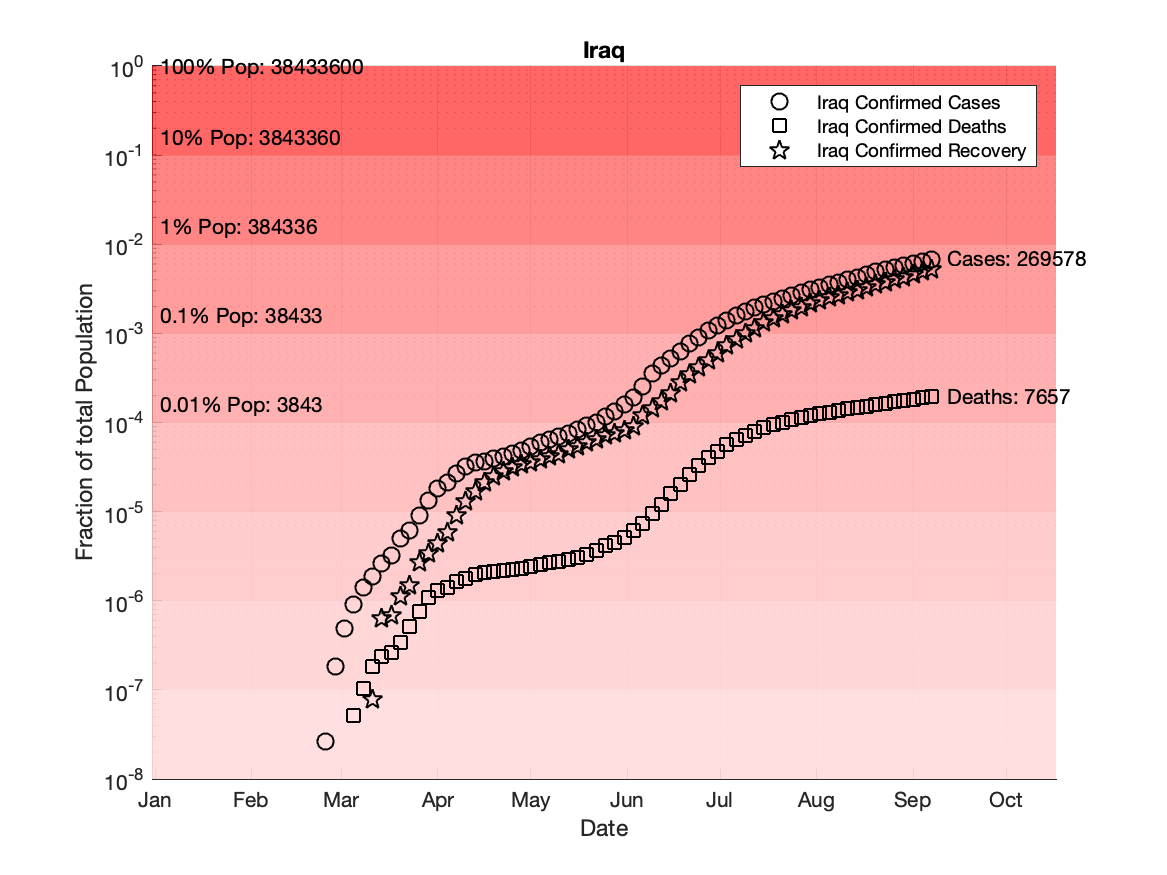 Iraq
10^0
10^-1
10^-2
10^-3
10^-4
10^-5
10^-6
10^-7
10^-8
Fraction of total Population
100% Pop: 38433600
10% Pop: 3843360
1% Pop: 384336
0.1% Pop: 38433
0.01% Pop: 3843
Iraq Confirmed Cases
Iraq Confirmed Deaths
Iraq Confirmed Recovery
Cases: 269578
Deaths: 7657
Jan Feb Mar Apr May Jun Jul Aug Sep Oct
Date